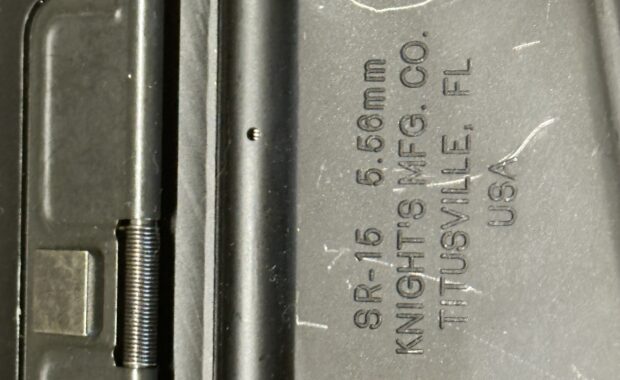 SR-15 5.56mm
KNIGHT'S MFG. CO.
TITUSVILLE, FL
USA